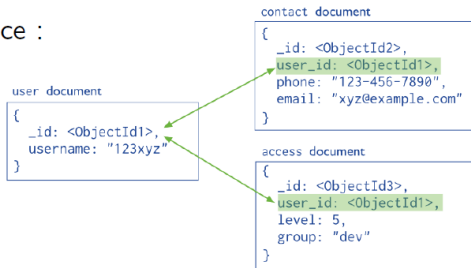 ce :
user document
{
_id: <ObjectId1>,
username: "123xyz"
}
contact document
{
_id: <ObjectId2>,
user_id: <ObjectId1>,
phone: "123-456-7890",
email: "xyz@example.com"
}
access document
{
_id: <ObjectId3>,
user_id: <ObjectId1>,
level: 5,
group: "dev"
}